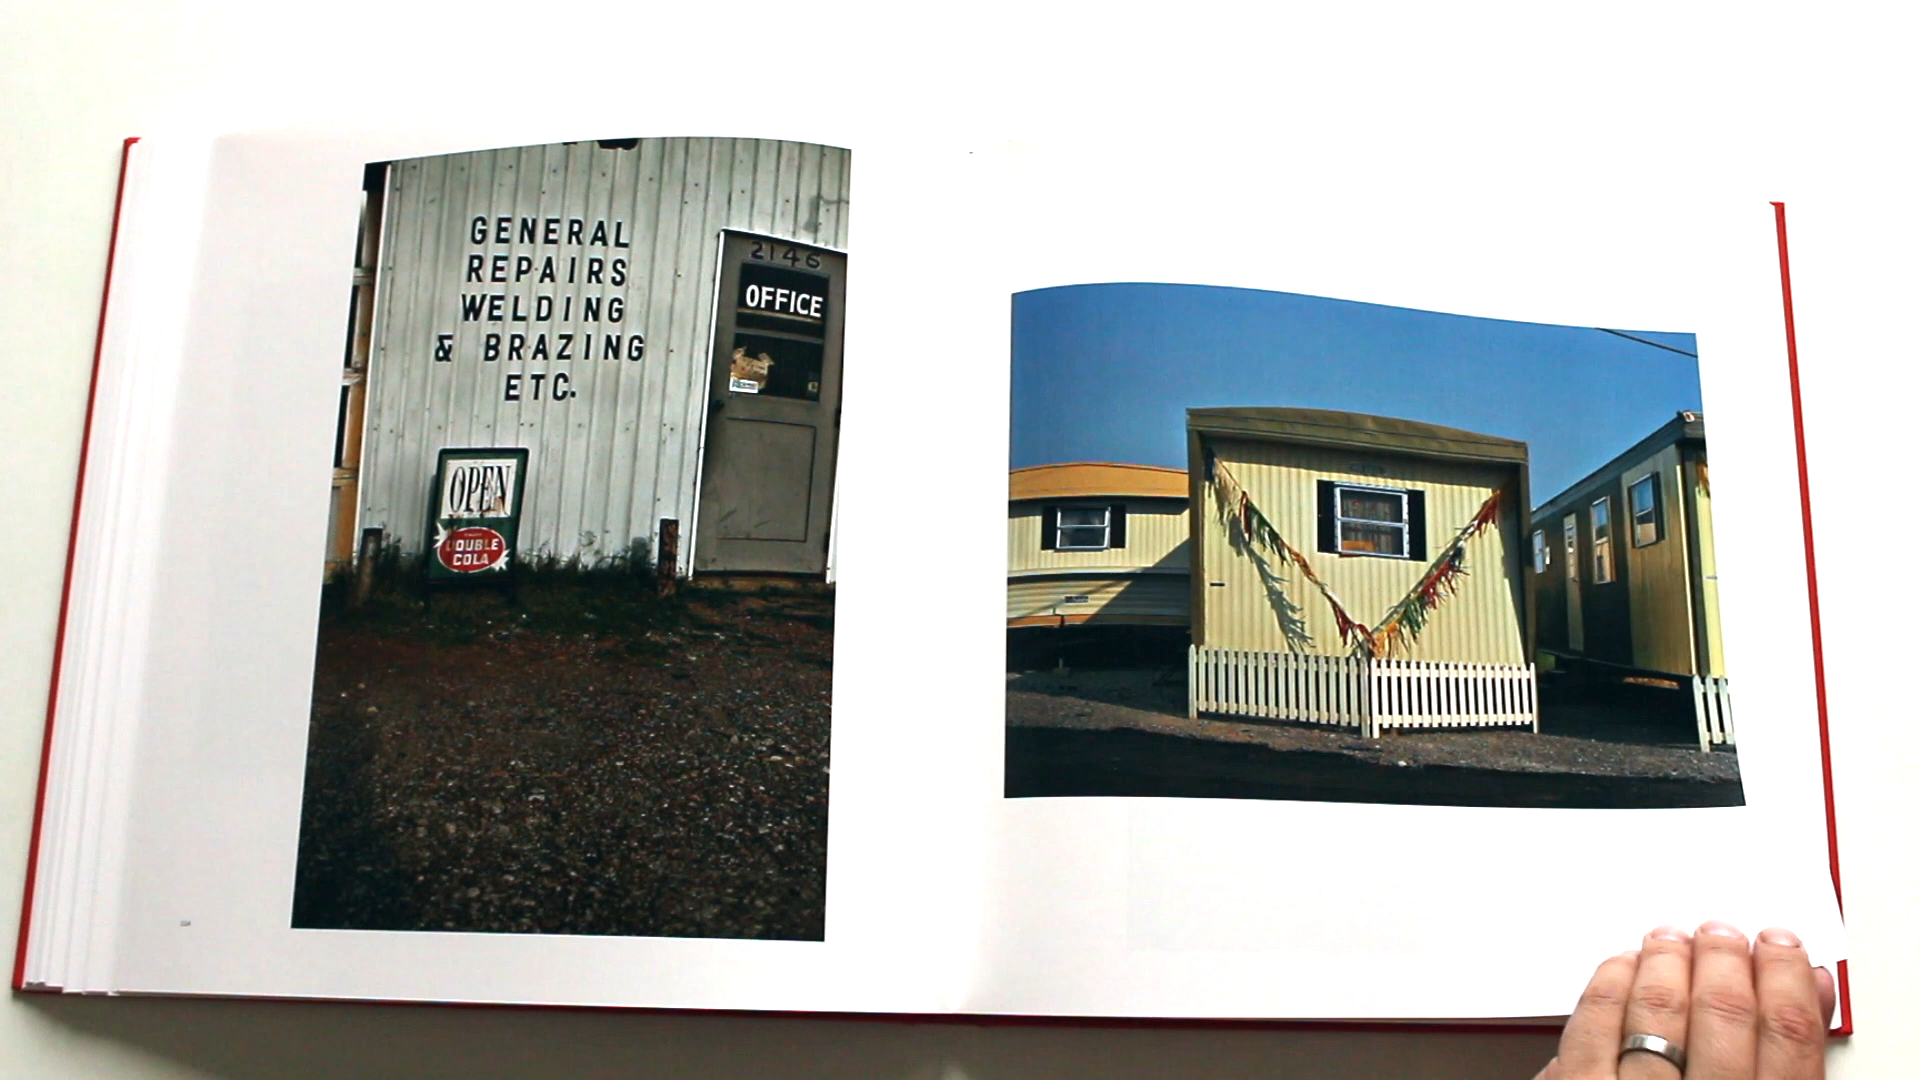 GENERAL
REPAIRS
WELDING
& BRAZING
ETC.
2146
OFFICE
OPEN
DOUBLE
COLA